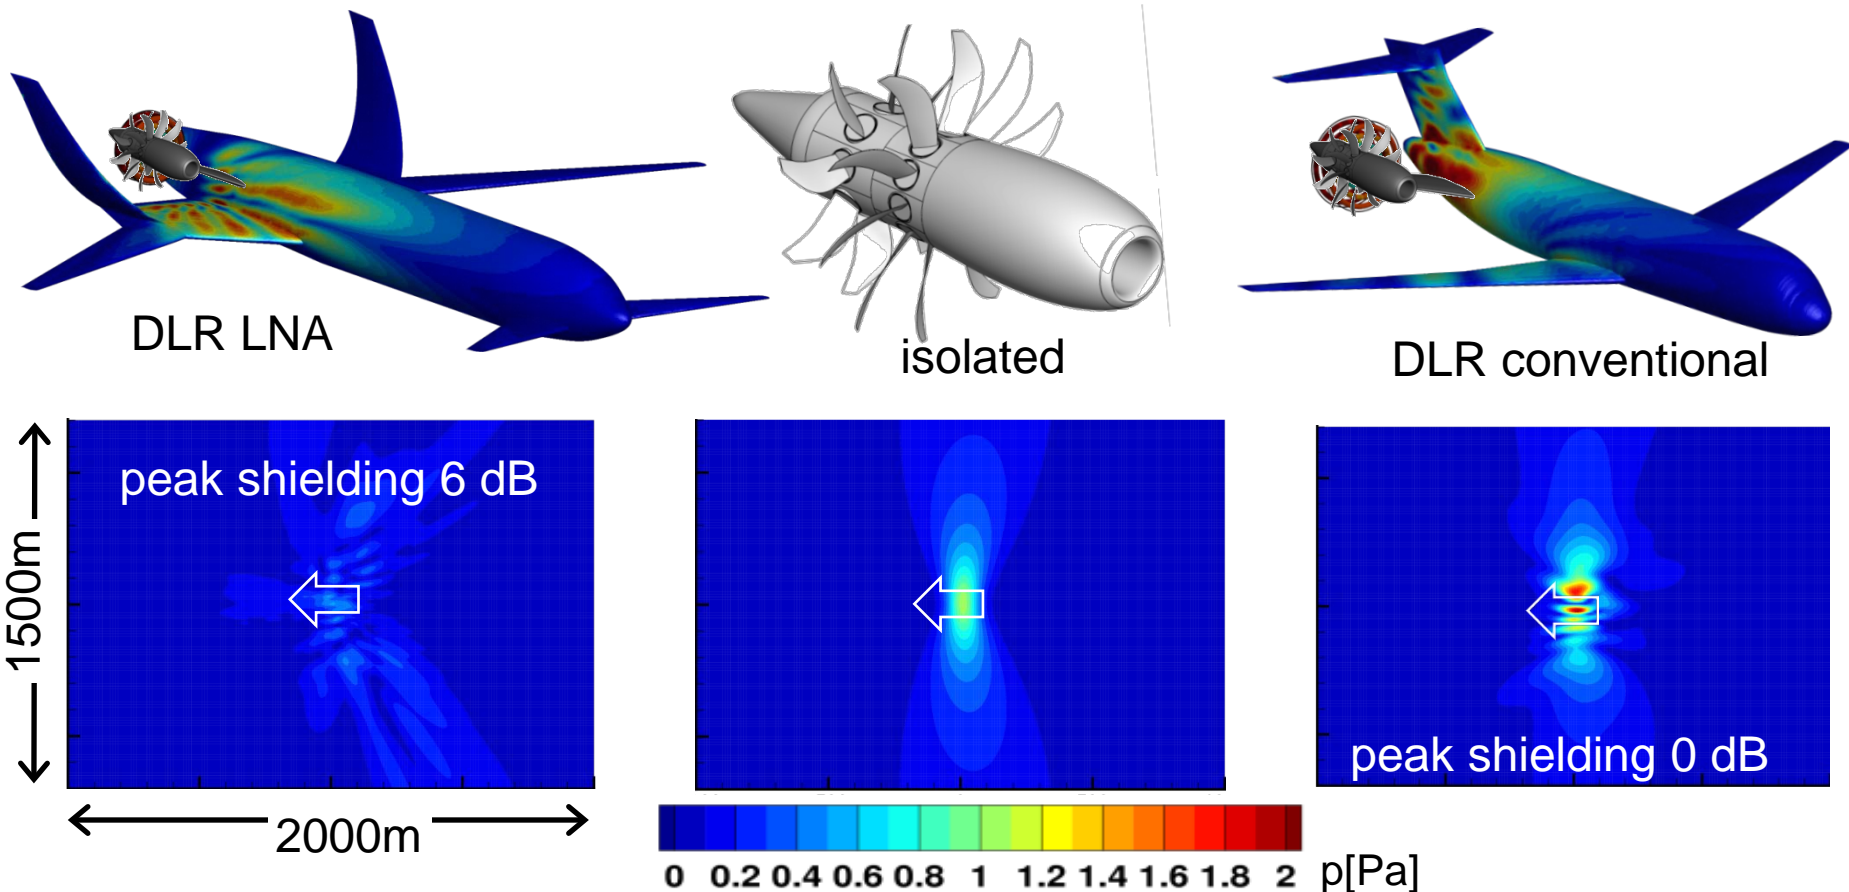 DLR LNA
isolated
DLR conventional
peak shielding 6 dB
peak shielding 0 dB
1500m
2000m
0 0.2 0.4 0.6 0.8 1 1.2 1.4 1.6 1.8 2 p[Pa]